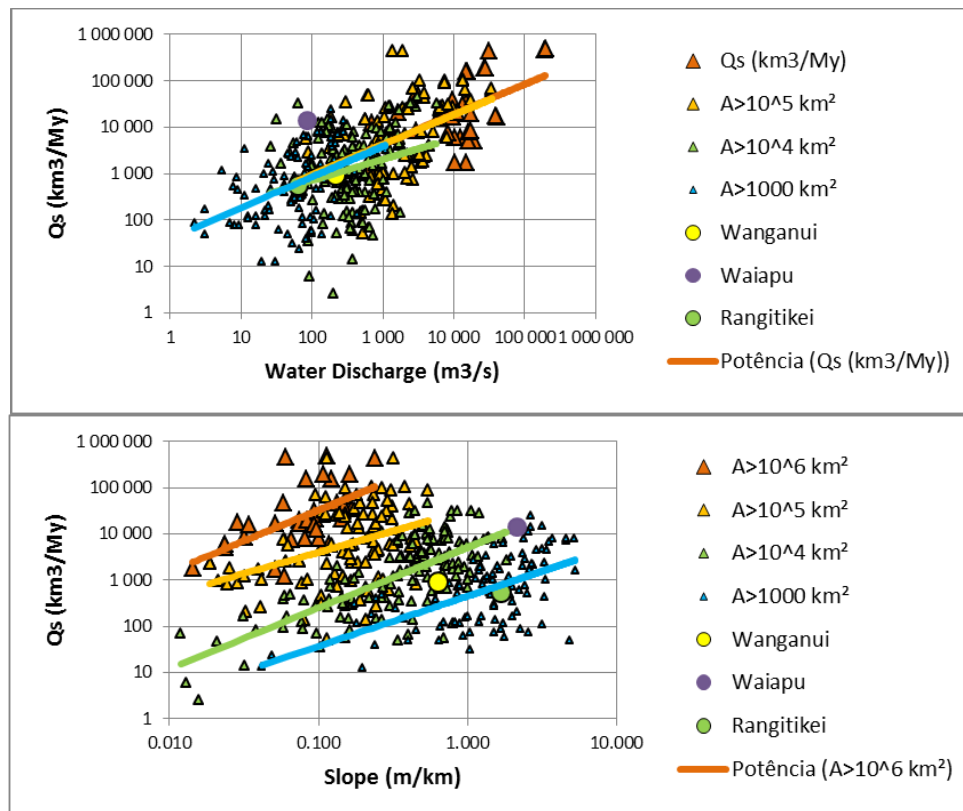 1 000 000
100 000
10 000
1 000
100
10
1
Qs (km3/My)
1 10 100 1 000 10 000 100 000 1 000 000
Water Discharge (m3/s)
Qs (km3/My)
A>10^5 km²
A>10^4 km²
A>1000 km²
Wanganui
Waiapu
Rangitikei
Potência (Qs (km3/My))
1 000 000
100 000
10 000
1 000
100
10
1
Qs (km3/My)
0.010 0.100 1.000 10.000
Slope (m/km)
A>10^6 km²
A>10^5 km²
A>10^4 km²
A>1000 km²
Wanganui
Waiapu
Rangitikei
Potência (A>10^6 km²)